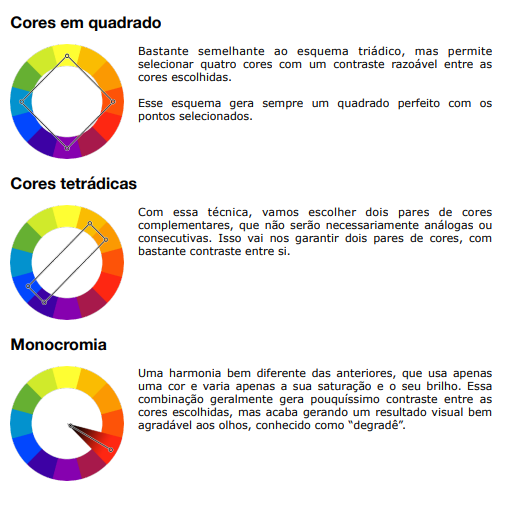 Cores em quadrado
Bastante semelhante ao esquema triádico, mas permite
selecionar quatro cores com um contraste razoável entre as
cores escolhidas.
Esse esquema gera sempre um quadrado perfeito com os
pontos selecionados.
Cores tetrádicas
Com essa técnica, vamos escolher dois pares de cores
complementares, que não serão necessariamente análogas ou
consecutivas. Isso vai nos garantir dois pares de cores, com
bastante contraste entre si.
Monocromia
Uma harmonia bem diferente das anteriores, que usa apenas
uma cor e varia apenas a sua saturação e o seu brilho. Essa
combinação geralmente gera pouquíssimo contraste entre as
cores escolhidas, mas acaba gerando um resultado visual bem
agradável aos olhos, conhecido como “degradê”.